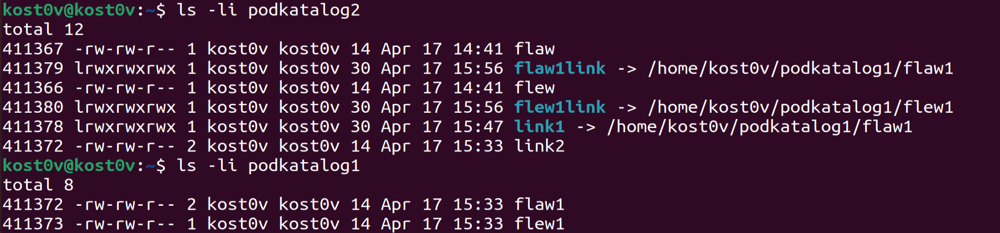 kost0v@kost0v:~$ ls -li podkatalog2
total 12
411367 -rw-rw-r-- 1 kost0v kost0v 14 Apr 17 14:41 flaw
411379 lrwxrwxrwx 1 kost0v kost0v 30 Apr 17 15:56 flaw1link -> /home/kost0v/podkatalog1/flaw1
411366 -rw-rw-r-- 1 kost0v kost0v 14 Apr 17 14:41 flew
411380 lrwxrwxrwx 1 kost0v kost0v 30 Apr 17 15:56 flew1link -> /home/kost0v/podkatalog1/flew1
411378 lrwxrwxrwx 1 kost0v kost0v 30 Apr 17 15:47 link1 -> /home/kost0v/podkatalog1/flaw1
411372 -rw-rw-r-- 2 kost0v kost0v 14 Apr 17 15:33 link2
kost0v@kost0v:~$ ls -li podkatalog1
total 8
411372 -rw-rw-r-- 2 kost0v kost0v 14 Apr 17 15:33 flaw1
411373 -rw-rw-r-- 1 kost0v kost0v 14 Apr 17 15:33 flew1